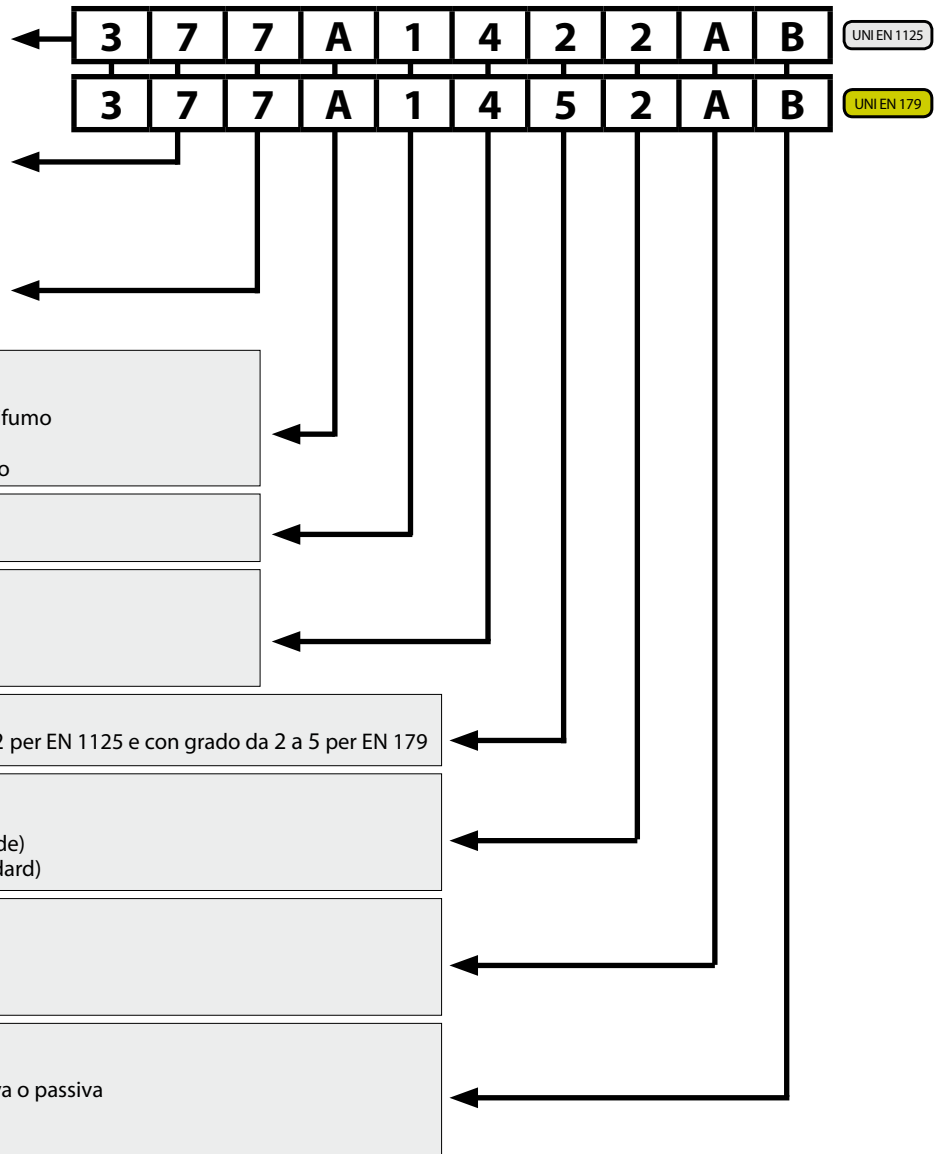 3 7 7 A 1 4 2 2 A B UNI EN 1125
3 7 7 A 1 4 5 2 A B UNI EN 179
fumo
o
2 per EN 1125 e con grado da 2 a 5 per EN 179
de)
dard)
a o passiva